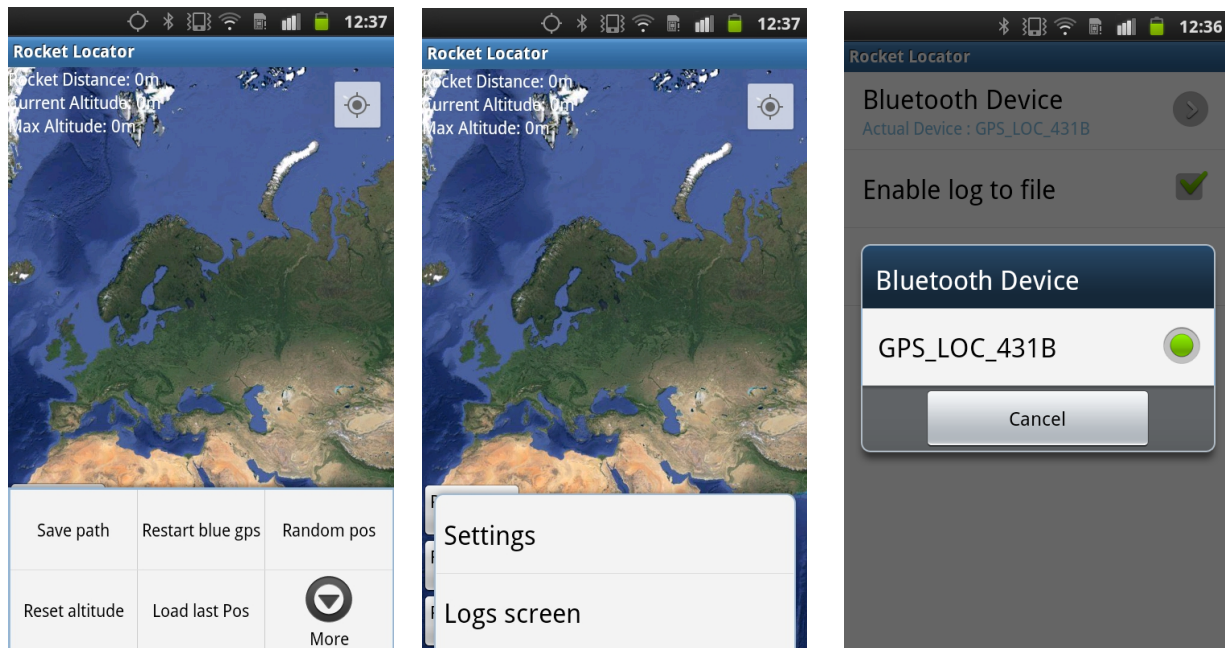 12:37
Rocket Locator
Rocket Distance: 0m
Current Altitude: 0m
Max Altitude: 0m
Save path
Restart blue gps
Random pos
Reset altitude
Load last Pos
More
12:37
Rocket Locator
Rocket Distance: 0m
Current Altitude: 0m
Max Altitude: 0m
Settings
Logs screen
12:36
Rocket Locator
Bluetooth Device
Actual Device : GPS_LOC_431B
Enable log to file
Bluetooth Device
GPS_LOC_431B
Cancel